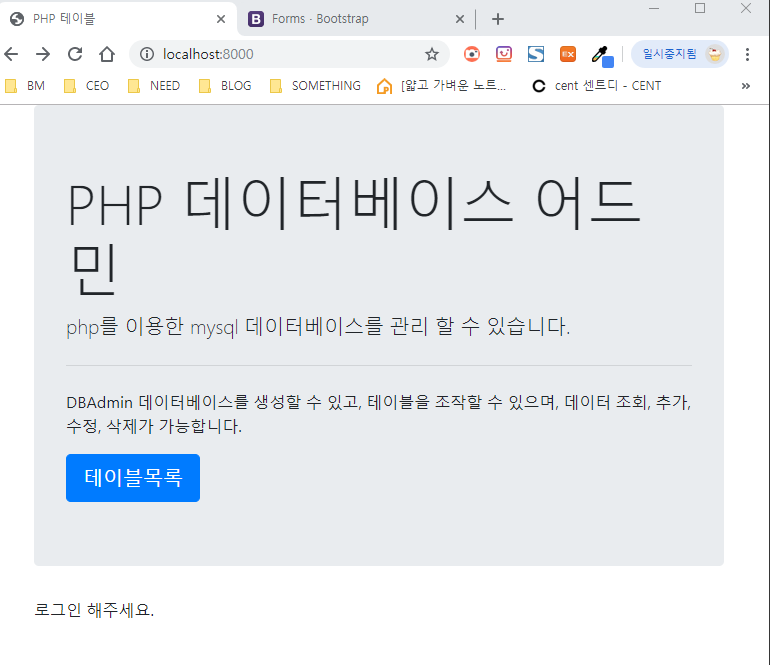 PHP 테이블
Forms · Bootstrap
localhost:8000
일시중지됨
BM
CEO
NEED
BLOG
SOMETHING
[얇고 가벼운 노트...
cent 센트디 - CENT
PHP 데이터베이스 어드
민
php를 이용한 mysql 데이터베이스를 관리 할 수 있습니다.
DBAdmin 데이터베이스를 생성할 수 있고, 테이블을 조작할 수 있으며, 데이터 조회, 추가,
수정, 삭제가 가능합니다.
테이블목록
로그인 해주세요.